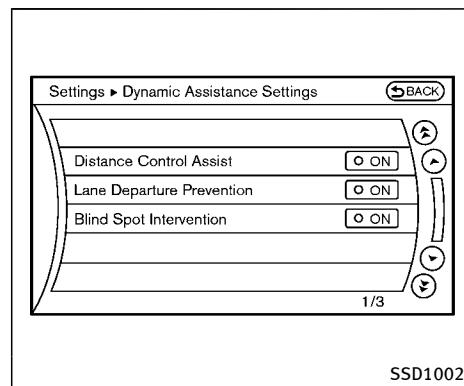 Settings ▸ Dynamic Assistance Settings BACK
Distance Control Assist ON
Lane Departure Prevention ON
Blind Spot Intervention ON
1/3
SSD1002